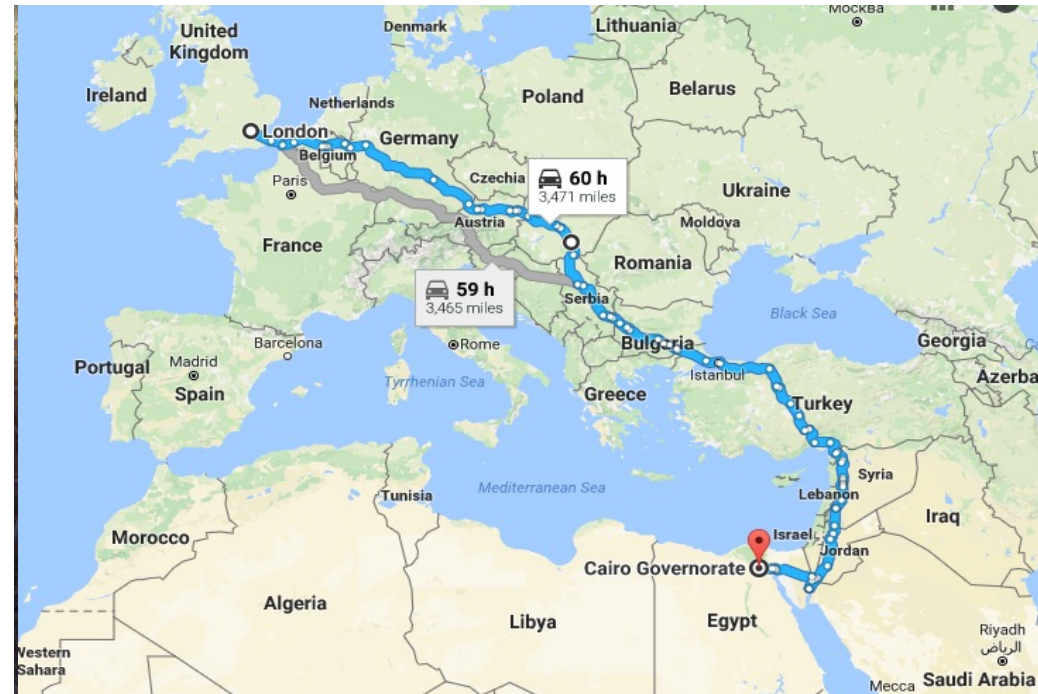 Москва
Denmark
Lithuania
United
Kingdom
Ireland
Netherlands
Poland
Belarus
London
Germany
Belgium
Czechia
60 h
3,471 miles
Paris
Ukraine
Austria
Moldova
France
Romania
59 h
3,465 miles
Serbia
Black Sea
Barcelona
Rome
Bulgaria
Georgia
Portugal
Madrid
Istanbul
Azerba
Spain
Tyrrhenian Sea
Greece
Turkey
Syria
Tunisia
Mediterranean Sea
Lebanon
Iraq
Morocco
Israel
Jordan
Cairo Governorate
Algeria
Libya
Egypt
Riyadh
الرياض
Western
Sahara
Mecca
Saudi Arabia